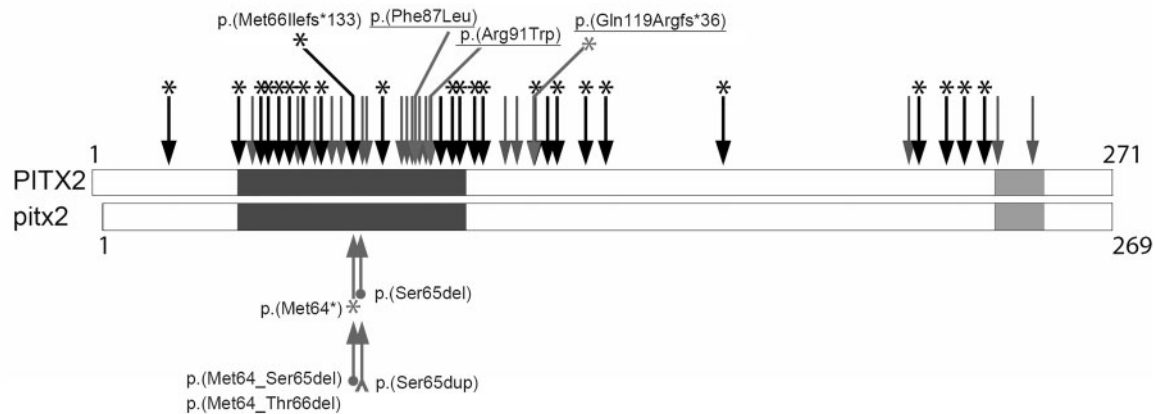 p.(Met66Ilefs*133)
p.(Phe87Leu)
p.(Arg91Trp)
p.(Gln119Argfs*36)
*
*
* * * * * * * * * * * * * * * * * * * * *
1
271
PITX2
pitx2
1
269
p.(Ser65del)
p.(Met64*)
*
p.(Met64_Ser65del)
p.(Ser65dup)
p.(Met64_Thr66del)